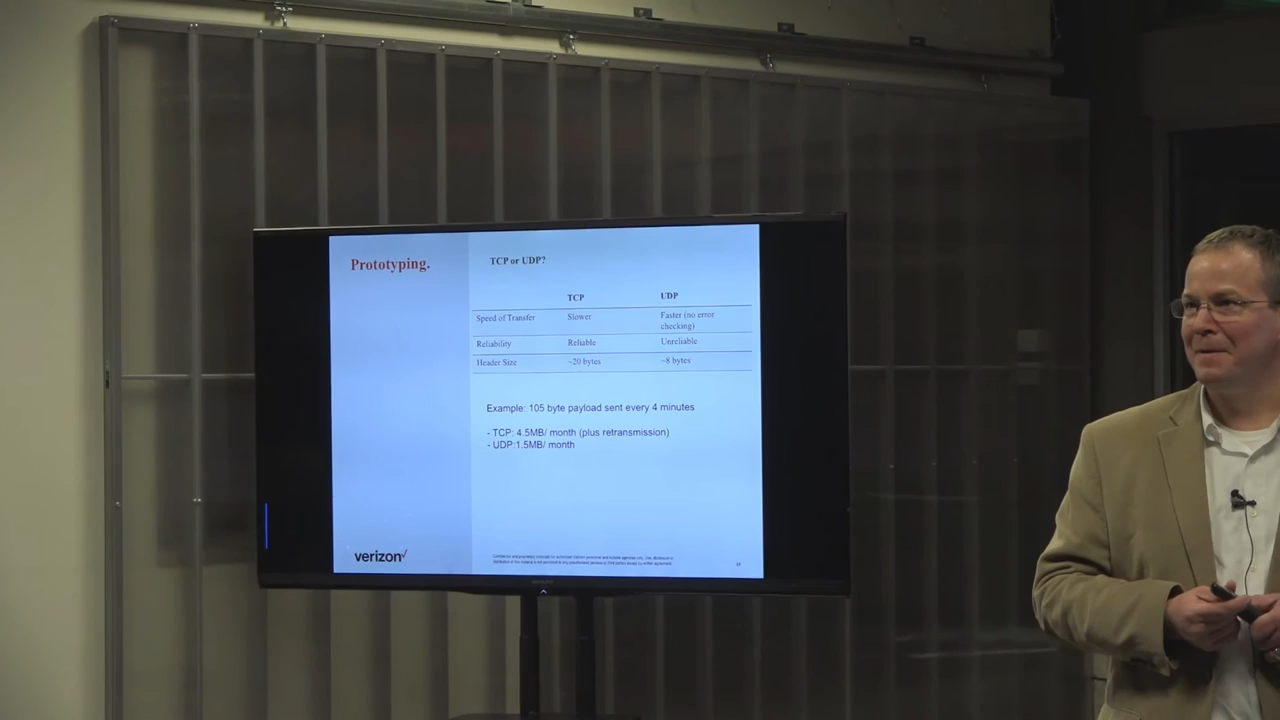 Prototyping.
TCP or UDP?
TCP UDP
Speed of Transfer Slower Faster (no error
checking)
Reliability Reliable Unreliable
Header Size ~20 bytes ~8 bytes
Example: 105 byte payload sent every 4 minutes
- TCP: 4.5MB/ month (plus retransmission)
- UDP:1.5MB/ month
verizon✓